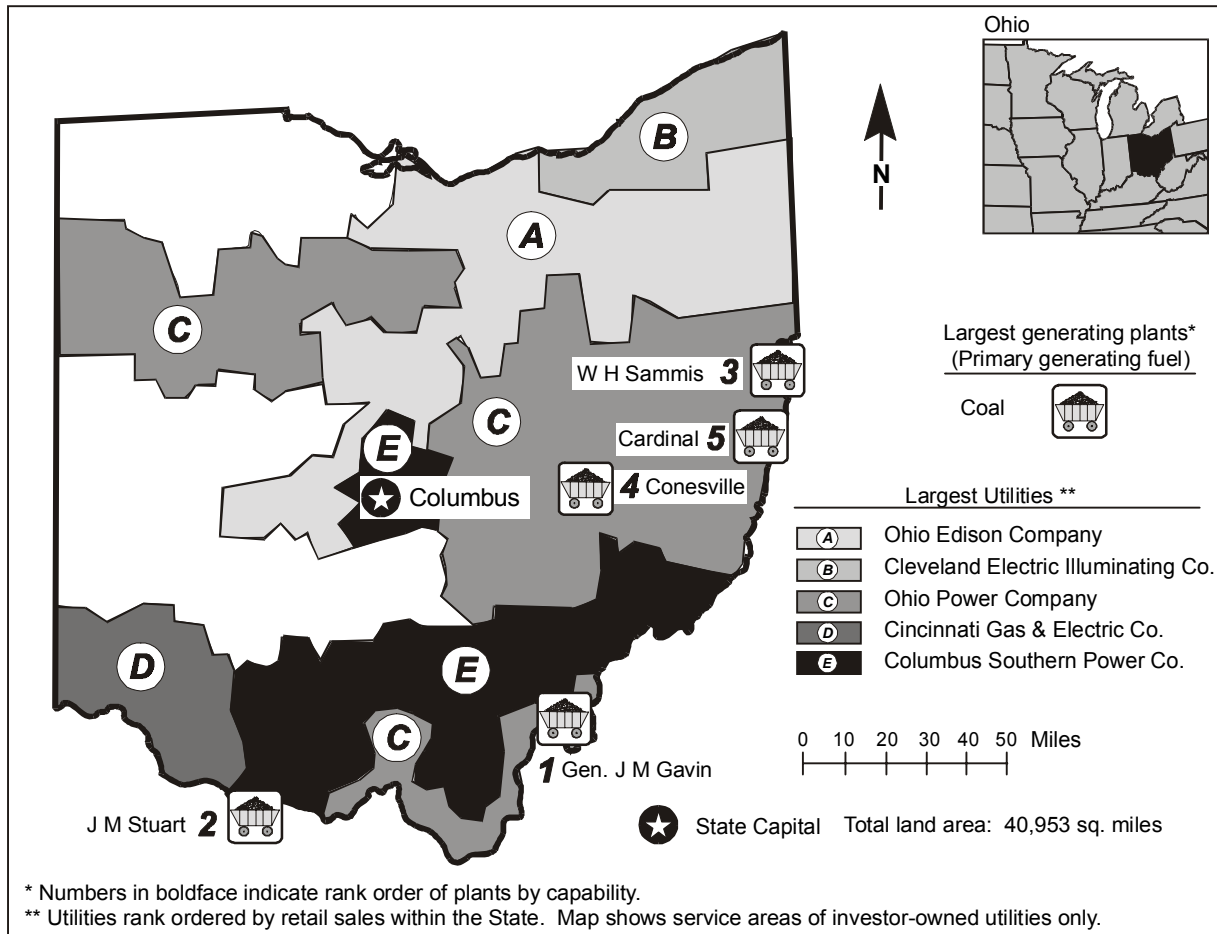 Ohio
B
N
A
C
Largest generating plants*
(Primary generating fuel)
W H Sammis 3
Coal
C
Cardinal 5
E
4 Conesville
Columbus
Largest Utilities **
A Ohio Edison Company
B Cleveland Electric Illuminating Co.
C Ohio Power Company
D Cincinnati Gas & Electric Co.
E Columbus Southern Power Co.
D
E
C
0 10 20 30 40 50 Miles
1 Gen. J M Gavin
J M Stuart 2
State Capital Total land area: 40,953 sq. miles
* Numbers in boldface indicate rank order of plants by capability.
** Utilities rank ordered by retail sales within the State. Map shows service areas of investor-owned utilities only.